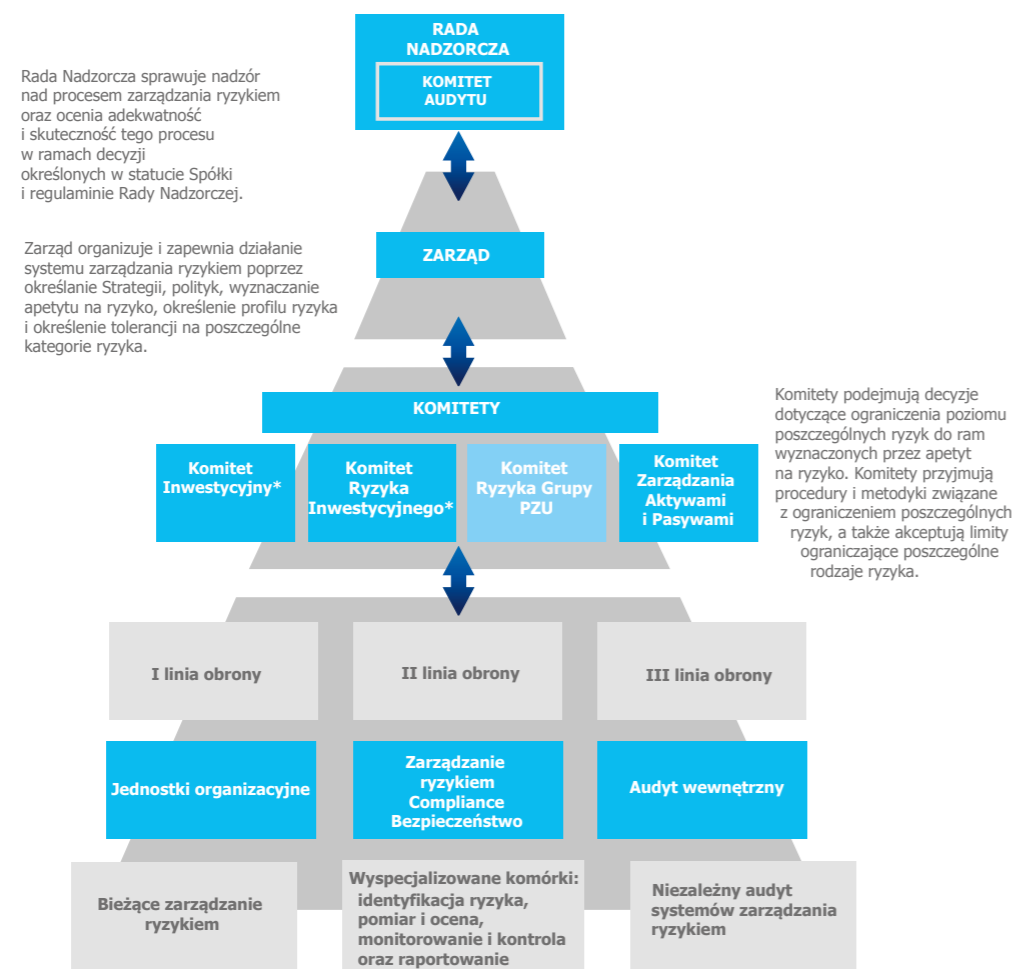 RADA
NADZORCZA
KOMITET
AUDYTU
Rada Nadzorcza sprawuje nadzór
nad procesem zarządzania ryzykiem
oraz ocenia adekwatność
i skuteczność tego procesu
w ramach decyzji
określonych w statucie Spółki
i regulaminie Rady Nadzorczej.
ZARZĄD
Zarząd organizuje i zapewnia działanie
systemu zarządzania ryzykiem poprzez
określanie Strategii, polityk, wyznaczanie
apetytu na ryzyko, określenie profilu ryzyka
i określenie tolerancji na poszczególne
kategorie ryzyka.
KOMITETY
Komitet
Inwestycyjny*
Komitet
Ryzyka
Inwestycyjnego*
Komitet
Ryzyka Grupy
PZU
Komitet
Zarządzania
Aktywami
i Pasywami
Komitety podejmują decyzje
dotyczące ograniczenia poziomu
poszczególnych ryzyk do ram
wyznaczonych przez apetyt
na ryzyko. Komitety przyjmują
procedury i metodyki związane
z ograniczeniem poszczególnych
ryzyk, a także akceptują limity
ograniczające poszczególne
rodzaje ryzyka.
I linia obrony
II linia obrony
III linia obrony
Jednostki organizacyjne
Zarządzanie
ryzykiem
Compliance
Bezpieczeństwo
Audyt wewnętrzny
Bieżące zarządzanie
ryzykiem
Wyspecjalizowane komórki:
identyfikacja ryzyka,
pomiar i ocena,
monitorowanie i kontrola
oraz raportowanie
Niezależny audyt
systemów zarządzania
ryzykiem